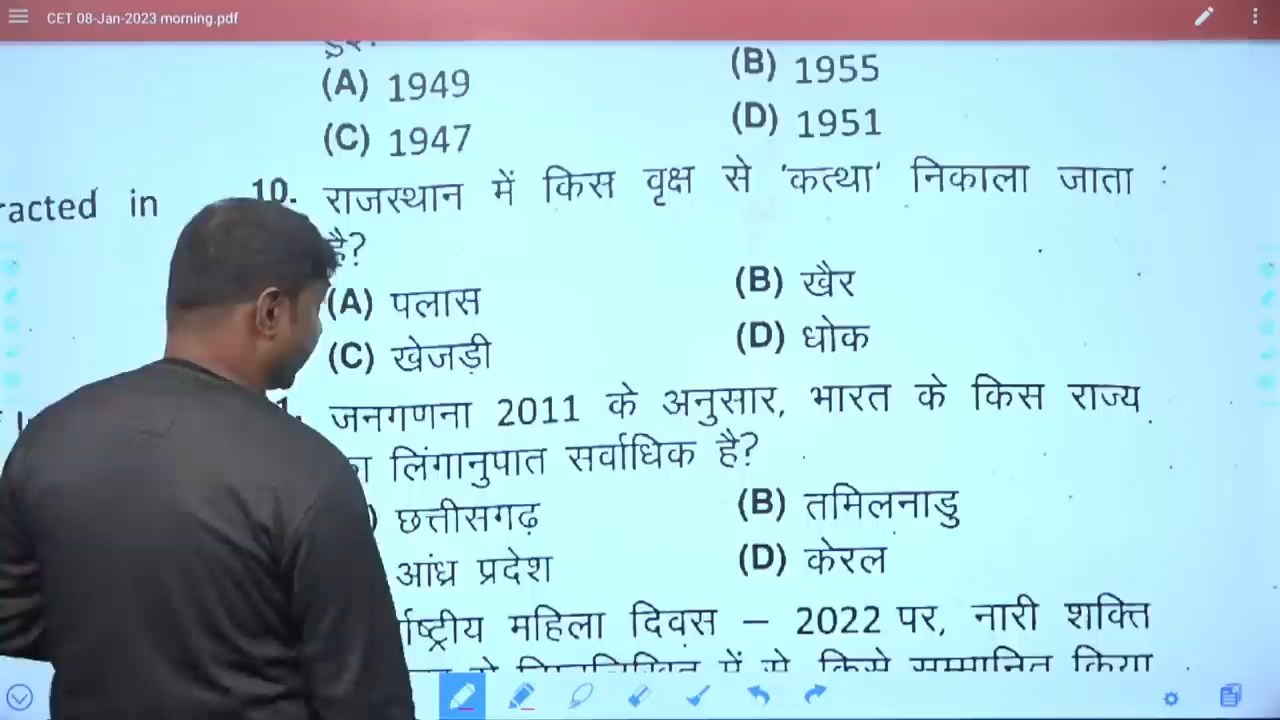 CET 08-Jan-2023 morning.pdf
(A) 1949
(B) 1955
(C) 1947
(D) 1951
racted in
10. राजस्थान में किस वृक्ष से 'कत्था' निकाला जाता
है?
(A) पलास
(B) खैर
(C) खेजड़ी
(D) धोक
जनगणना 2011 के अनुसार, भारत के किस राज्य
लिंगानुपात सर्वाधिक है?
छत्तीसगढ़
(B) तमिलनाडु
आंध्र प्रदेश
(D) केरल
महिला दिवस – 2022 पर, नारी शक्ति